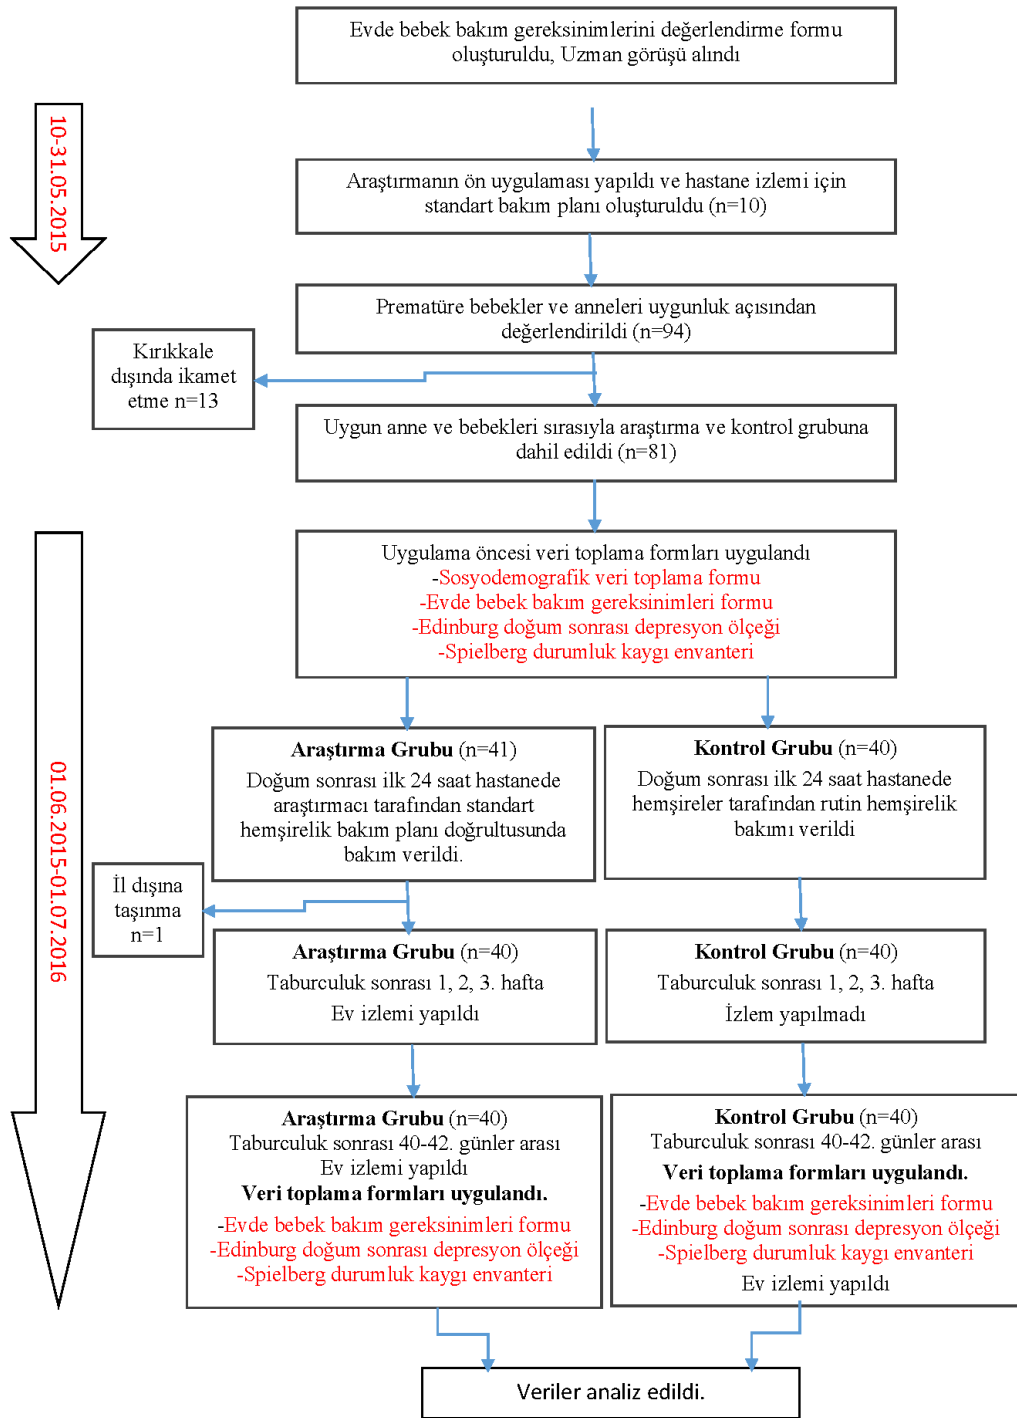 Evde bebek bakım gereksinimlerini değerlendirme formu
oluşturuldu, Uzman görüşü alındı
10-31.05.2015
Araştırmanın ön uygulaması yapıldı ve hastane izlemi için
standart bakım planı oluşturuldu (n=10)
Prematüre bebekler ve anneleri uygunluk açısından
değerlendirildi (n=94)
Kırıkkale
dışında ikamet
etme n=13
Uygun anne ve bebekleri sırasıyla araştırma ve kontrol grubuna
dahil edildi (n=81)
01.06.2015-01.07.2016
Uygulama öncesi veri toplama formları uygulandı
-Sosyodemografik veri toplama formu
-Evde bebek bakım gereksinimleri formu
-Edinburg doğum sonrası depresyon ölçeği
-Spielberg durumluk kaygı envanteri
Araştırma Grubu (n=41)
Doğum sonrası ilk 24 saat hastanede
araştırmacı tarafından standart
hemşirelik bakım planı doğrultusunda
bakım verildi.
Kontrol Grubu (n=40)
Doğum sonrası ilk 24 saat hastanede
hemşireler tarafından rutin hemşirelik
bakımı verildi
İl dışına
taşınma
n=1
Araştırma Grubu (n=40)
Taburculuk sonrası 1, 2, 3. hafta
Ev izlemi yapıldı
Kontrol Grubu (n=40)
Taburculuk sonrası 1, 2, 3. hafta
İzlem yapılmadı
Araştırma Grubu (n=40)
Taburculuk sonrası 40-42. günler arası
Ev izlemi yapıldı
Veri toplama formları uygulandı.
-Evde bebek bakım gereksinimleri formu
-Edinburg doğum sonrası depresyon ölçeği
-Spielberg durumluk kaygı envanteri
Kontrol Grubu (n=40)
Taburculuk sonrası 40-42. günler arası
Veri toplama formları uygulandı.
-Evde bebek bakım gereksinimleri formu
-Edinburg doğum sonrası depresyon ölçeği
-Spielberg durumluk kaygı envanteri
Ev izlemi yapıldı
Veriler analiz edildi.